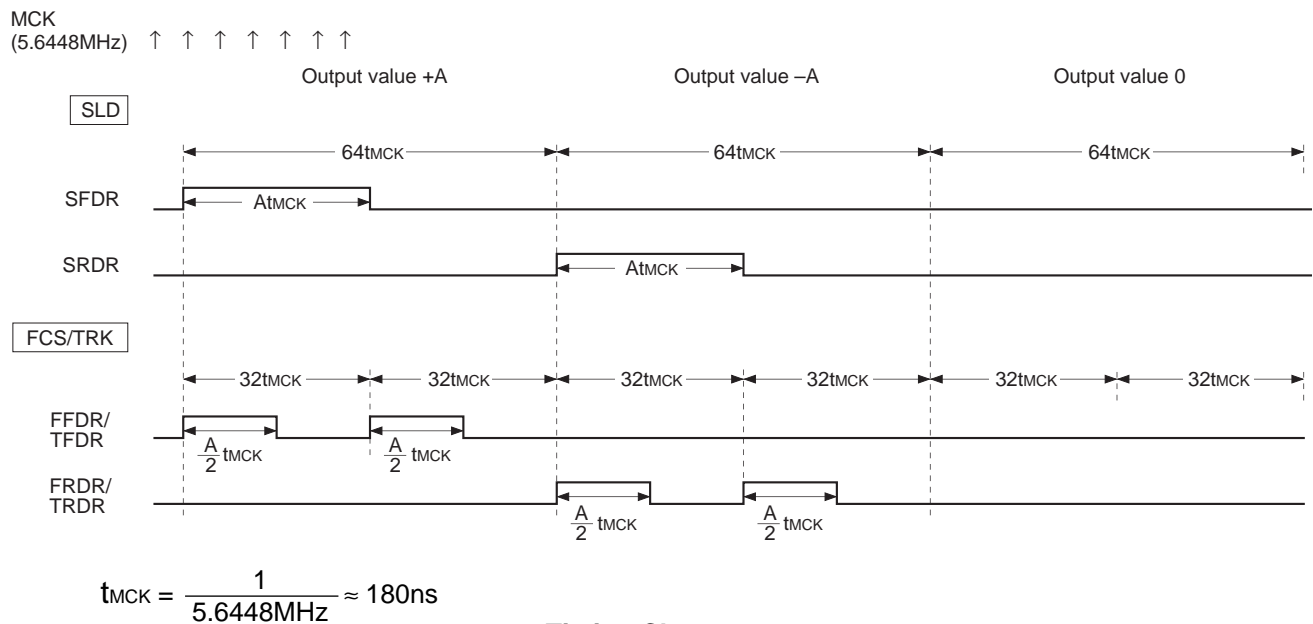 MCK
(5.6448MHz) ↑ ↑ ↑ ↑ ↑ ↑ ↑
Output value +A Output value –A Output value 0
SLD
64tMCK 64tMCK 64tMCK
SFDR AtMCK
SRDR AtMCK
FCS/TRK
32tMCK 32tMCK 32tMCK 32tMCK 32tMCK 32tMCK
FFDR/
TFDR
A/2 tMCK A/2 tMCK
FRDR/
TRDR
A/2 tMCK A/2 tMCK
tMCK = 1/5.6448MHz ≈ 180ns